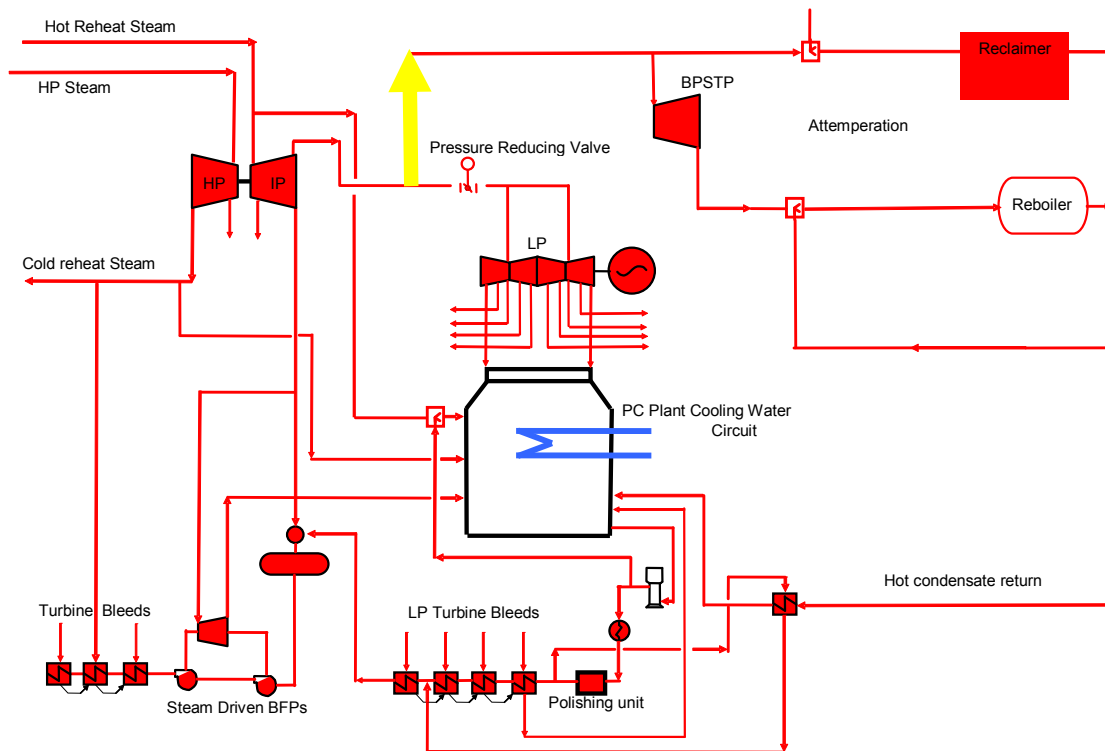 Hot Reheat Steam
HP Steam
BPSTP
Reclaimer
Attemperation
Pressure Reducing Valve
HP
IP
Reboiler
LP
Cold reheat Steam
PC Plant Cooling Water
Circuit
Hot condensate return
Turbine Bleeds
LP Turbine Bleeds
Steam Driven BFPs
Polishing unit